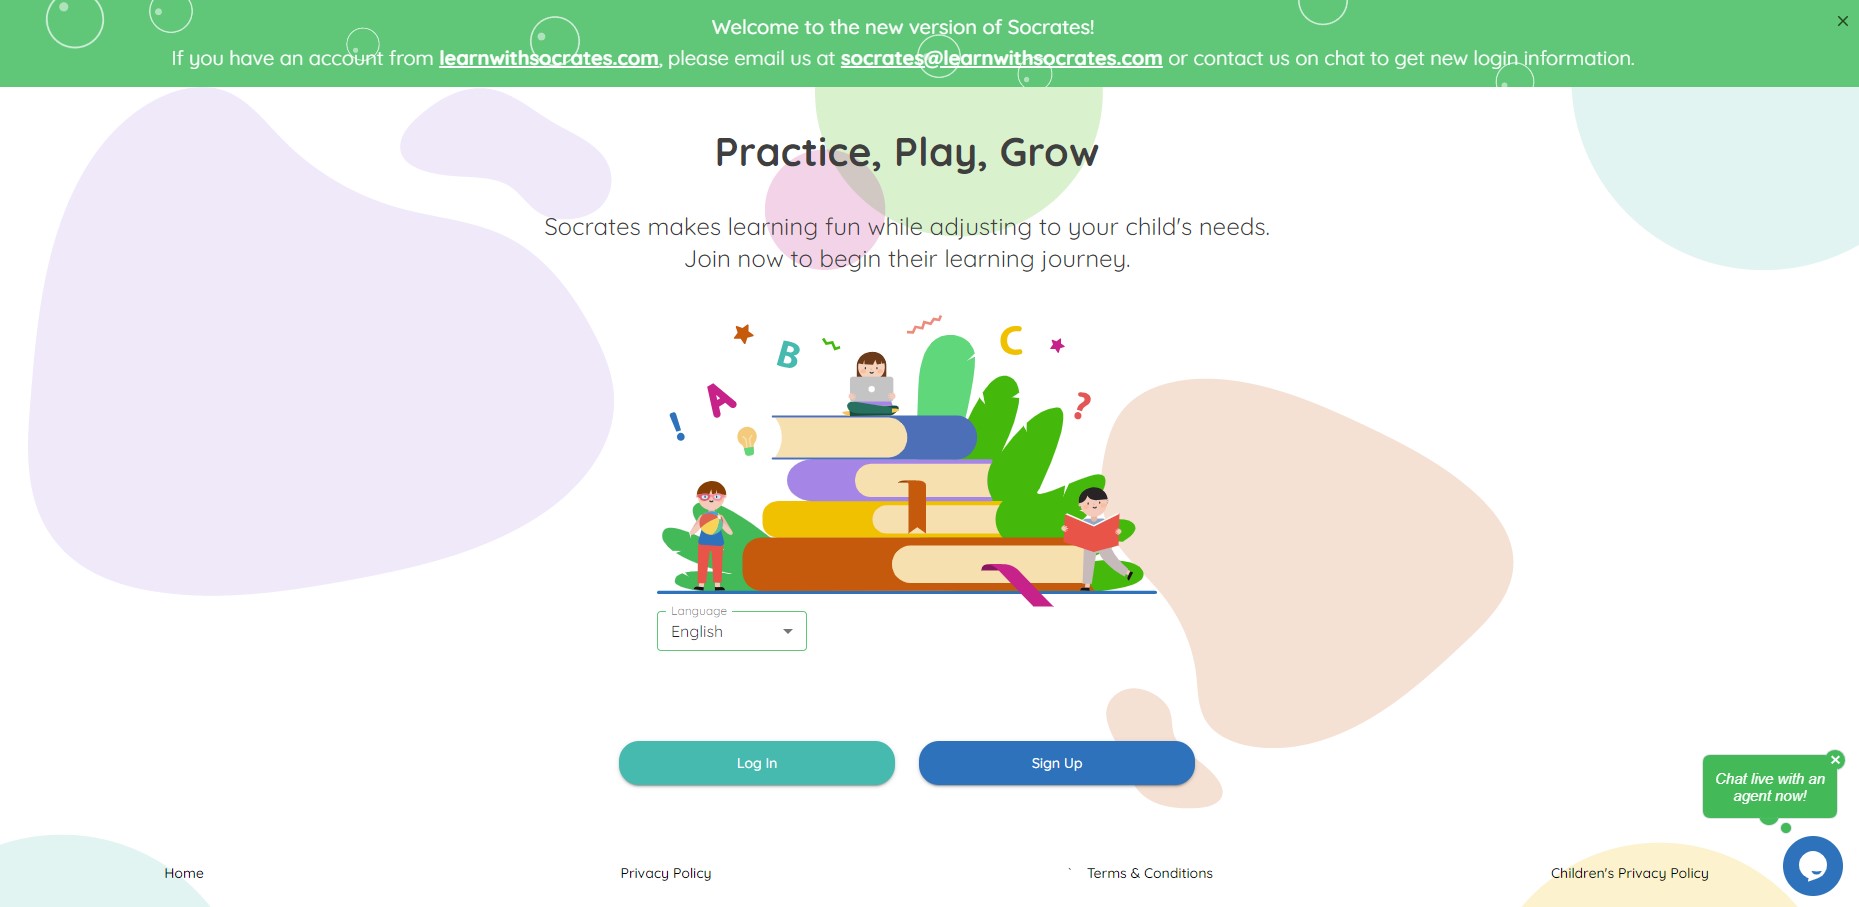 Welcome to the new version of Socrates!
If you have an account from learnwithsocrates.com, please email us at socrates@learnwithsocrates.com or contact us on chat to get new login information.
Practice, Play, Grow
Socrates makes learning fun while adjusting to your child's needs.
Join now to begin their learning journey.
B
C
A
!
?
Language
English
Log In
Sign Up
Chat live with an
agent now!
Home
Privacy Policy
` Terms & Conditions
Children's Privacy Policy